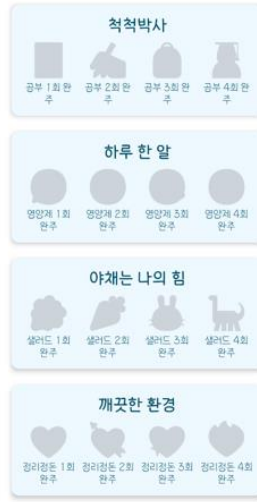 척척박사
공부 1회 완주 공부 2회 완주 공부 3회 완주 공부 4회 완주
하루 한 알
영양제 1회 완주 영양제 2회 완주 영양제 3회 완주 영양제 4회 완주
야채는 나의 힘
샐러드 1회 완주 샐러드 2회 완주 샐러드 3회 완주 샐러드 4회 완주
깨끗한 환경
정리정돈 1회 완주 정리정돈 2회 완주 정리정돈 3회 완주 정리정돈 4회 완주